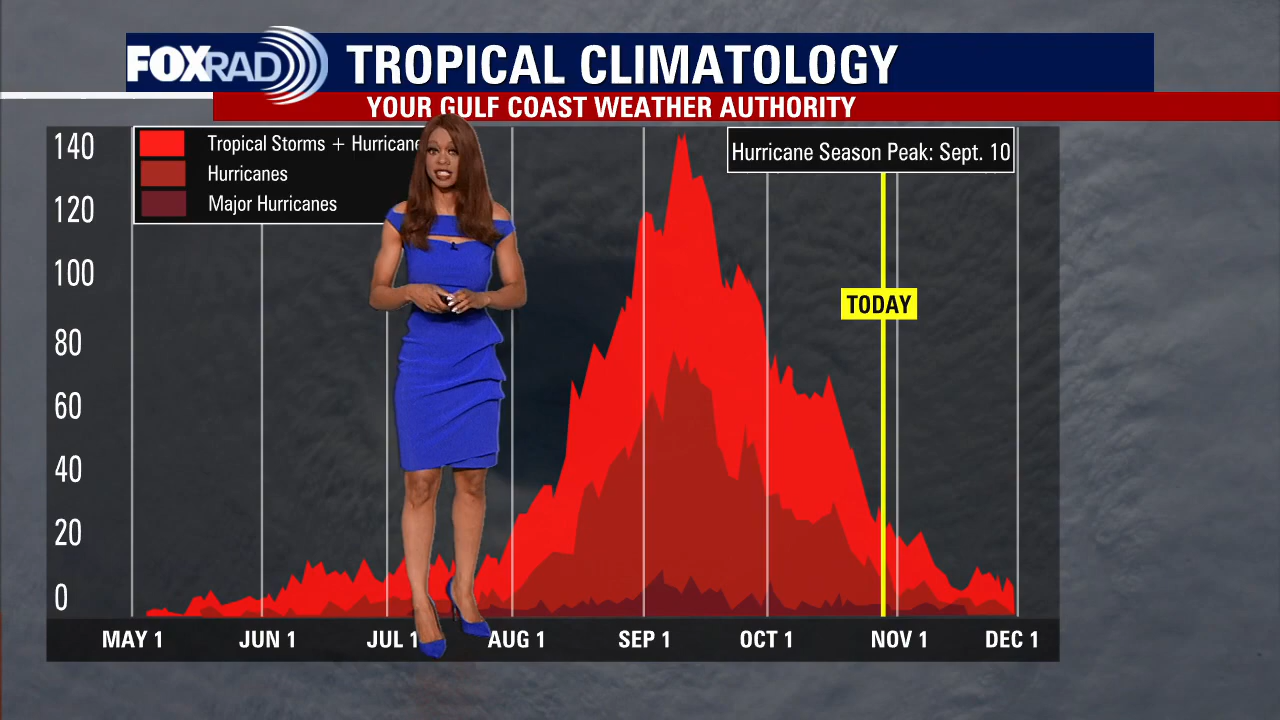 FOXRAD TROPICAL CLIMATOLOGY
YOUR GULF COAST WEATHER AUTHORITY
Tropical Storms + Hurricane
Hurricanes
Major Hurricanes
Hurricane Season Peak: Sept. 10
TODAY
140
120
100
80
60
40
20
0
MAY 1 JUN 1 JUL 1 AUG 1 SEP 1 OCT 1 NOV 1 DEC 1